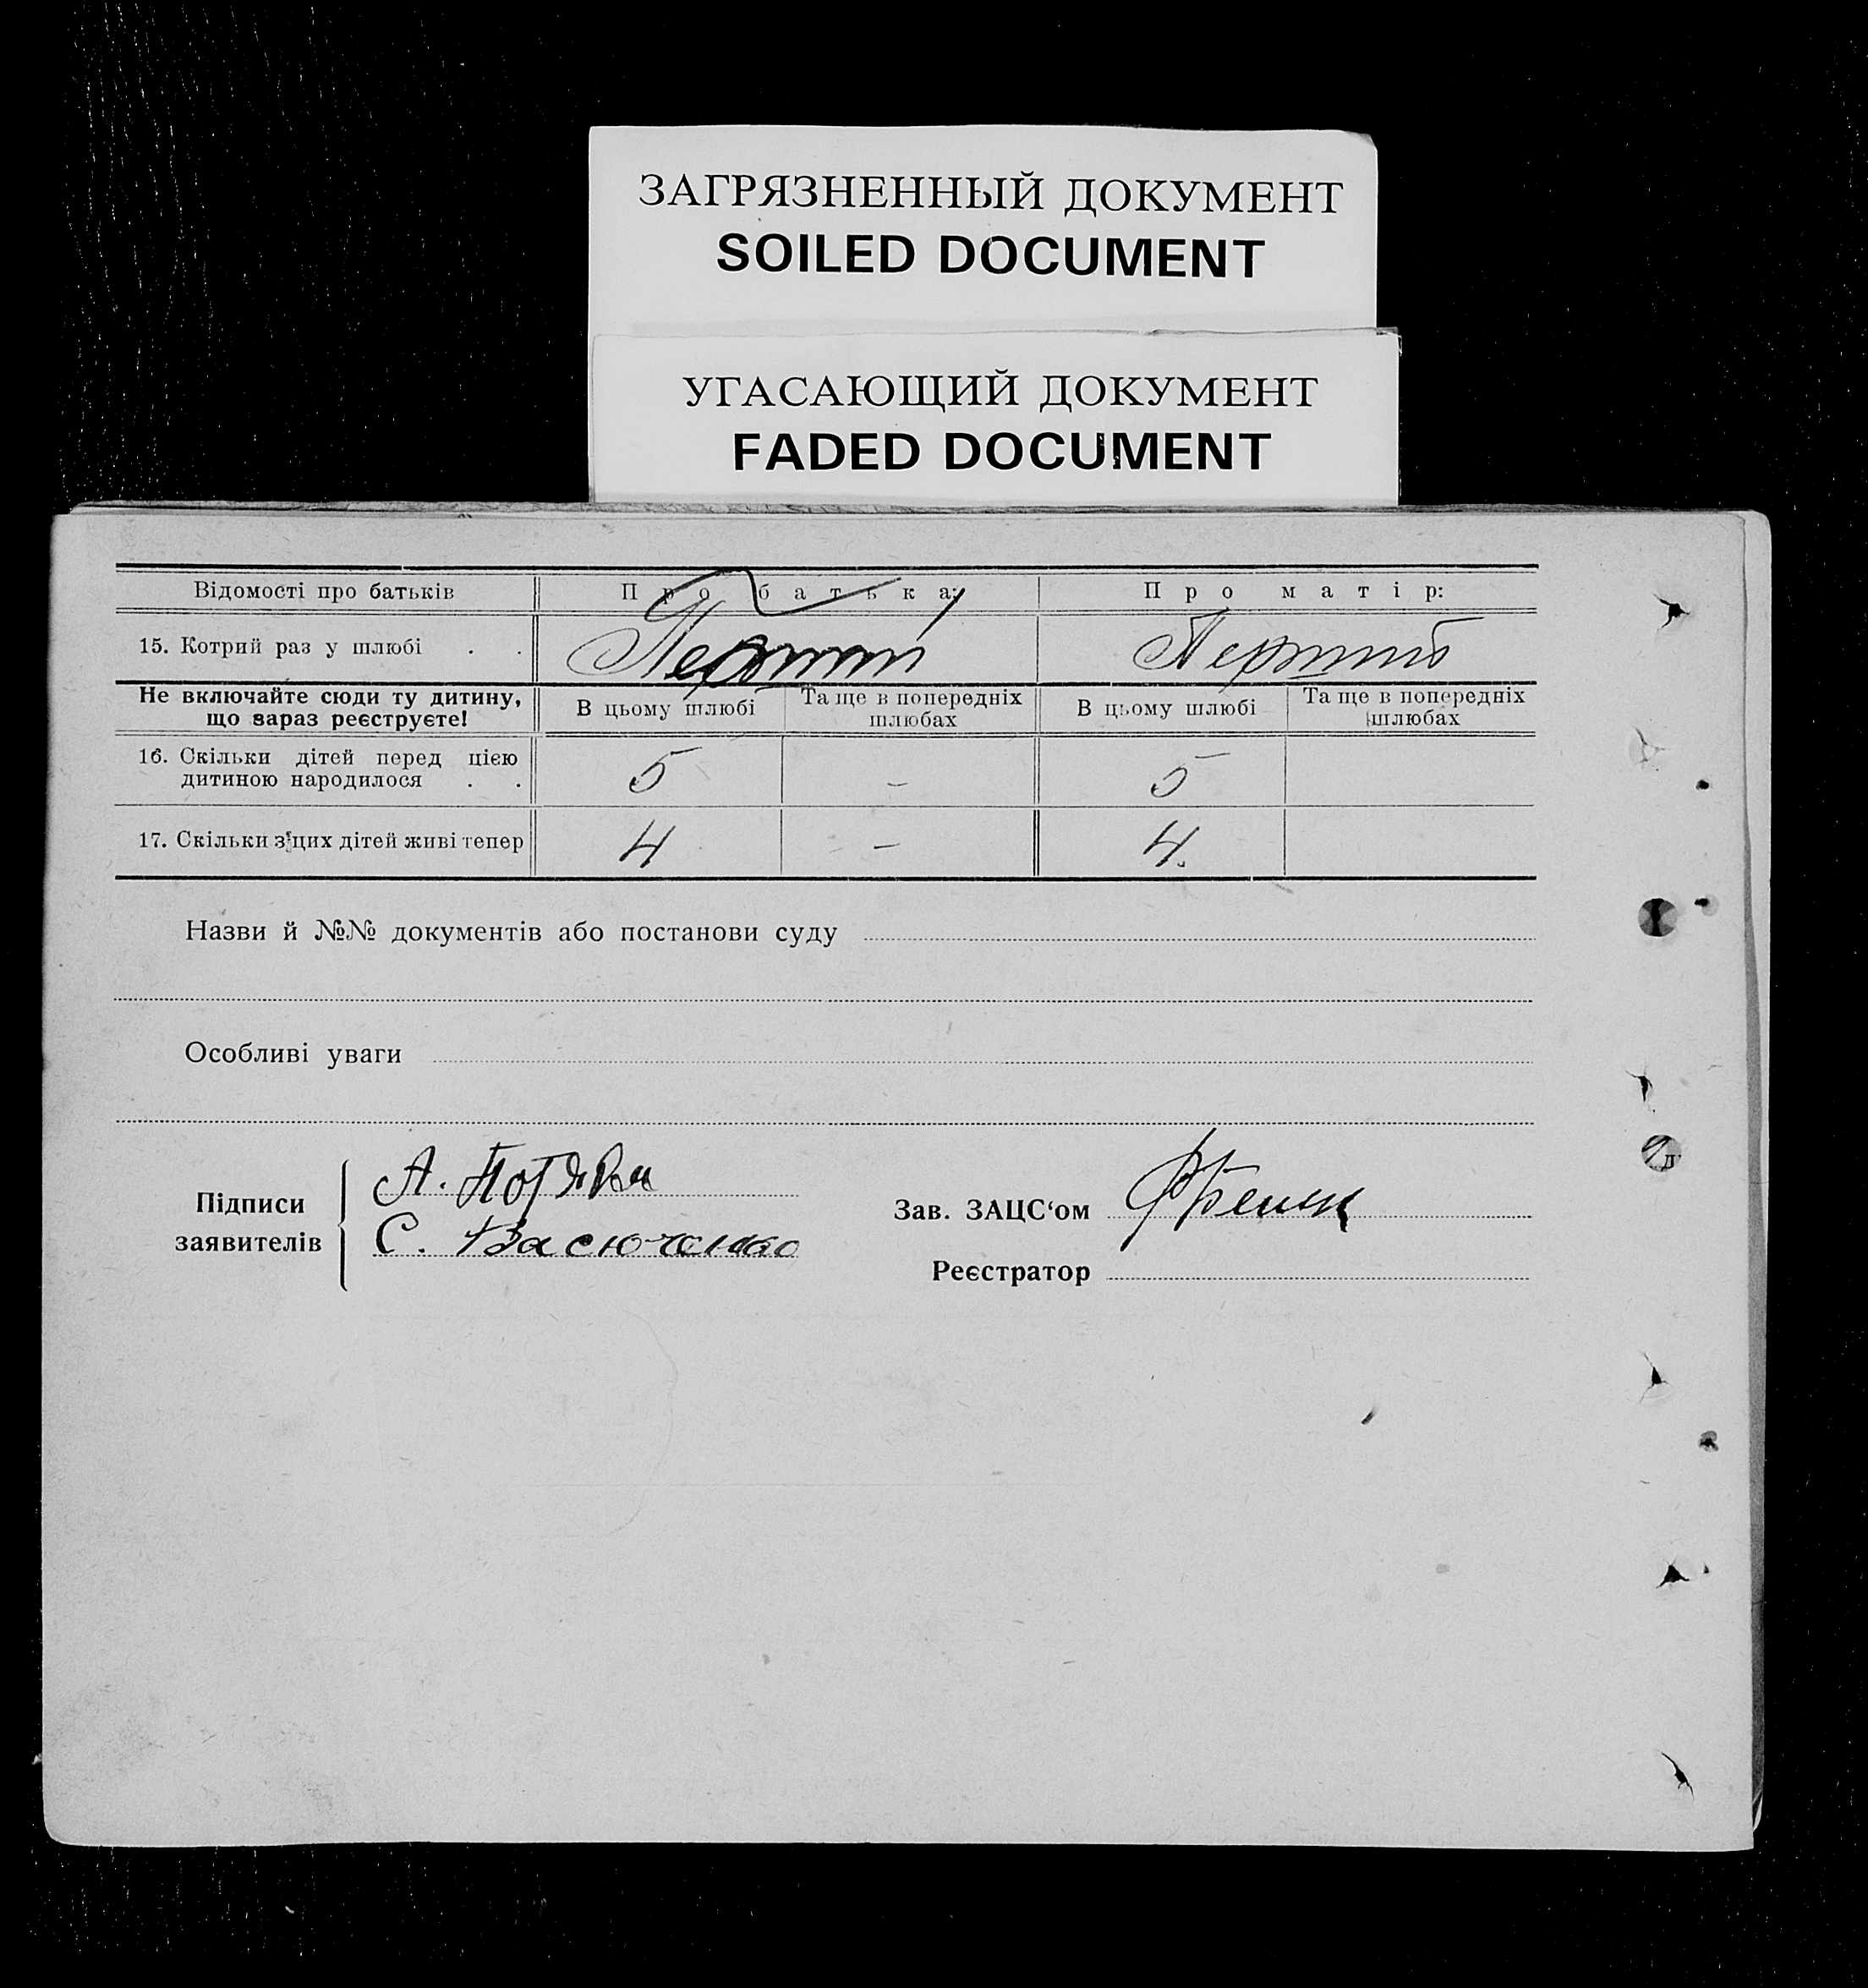 ЗАГРЯЗНЕННЫЙ ДОКУМЕНТ
SOILED DOCUMENT
УГАСАЮЩИЙ ДОКУМЕНТ
FADED DOCUMENT
Відомості про батьків Про батька: Про матір:
15. Котрий раз у шлюбі . . Перший Перший
Не включайте сюди ту дитину, що зараз реєструєте! В цьому шлюбі Та ще в попередніх шлюбах В цьому шлюбі Та ще в попередніх шлюбах
16. Скільки дітей перед цією
дитиною народилося . . 5 – 5
17. Скільки з цих дітей живі тепер 4 – 4.
Назви й №№ документів або постанови суду
Особливі уваги
Підписи заявителів А.
С. Васюченко
Зав. ЗАЦС‘ом
Реєстратор